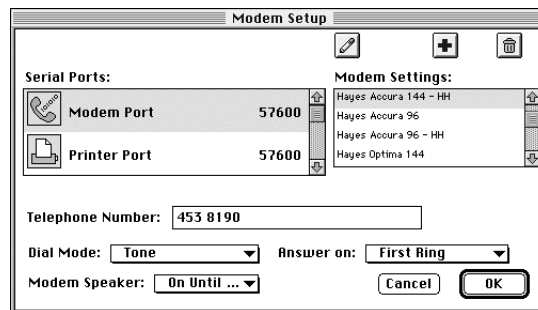 Modem Setup
Serial Ports:
Modem Port 57600
Printer Port 57600
Modem Settings:
Hayes Accura 144 - HH
Hayes Accura 96
Hayes Accura 96 - HH
Hayes Optima 144
Telephone Number: 453 8190
Dial Mode: Tone Answer on: First Ring
Modem Speaker: On Until ... Cancel OK